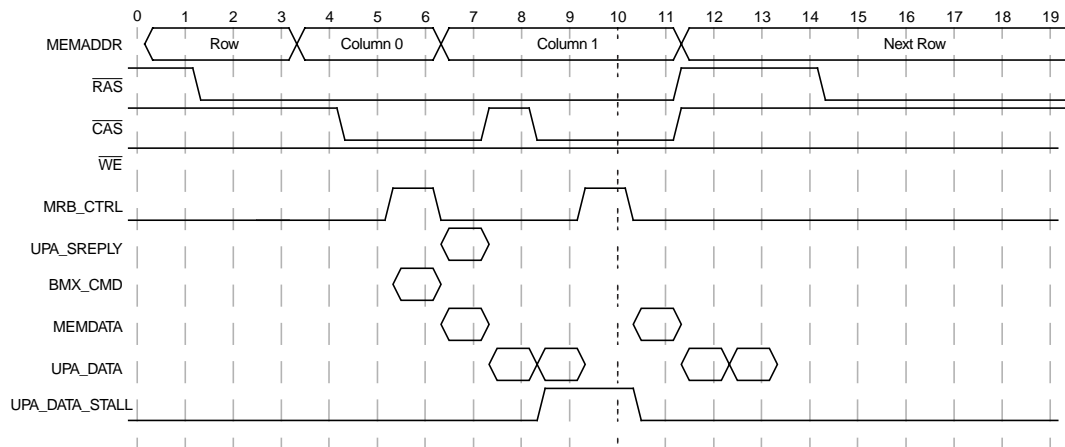 0 1 2 3 4 5 6 7 8 9 10 11 12 13 14 15 16 17 18 19
MEMADDR Row Column 0 Column 1 Next Row
RAS
CAS
WE
MRB_CTRL
UPA_SREPLY
BMX_CMD
MEMDATA
UPA_DATA
UPA_DATA_STALL